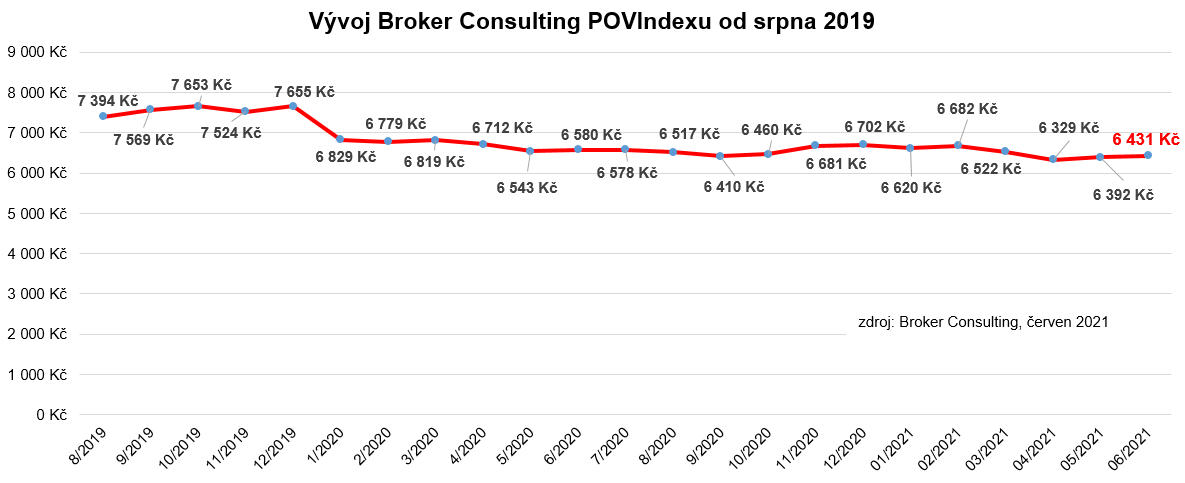 Vývoj Broker Consulting POVIndexu od srpna 2019
9 000 Kč
8 000 Kč
7 000 Kč
6 000 Kč
5 000 Kč
4 000 Kč
3 000 Kč
2 000 Kč
1 000 Kč
0 Kč
7 394 Kč
7 569 Kč
7 653 Kč
7 524 Kč
7 655 Kč
6 829 Kč
6 779 Kč
6 819 Kč
6 712 Kč
6 543 Kč
6 580 Kč
6 578 Kč
6 517 Kč
6 410 Kč
6 460 Kč
6 681 Kč
6 702 Kč
6 620 Kč
6 682 Kč
6 522 Kč
6 329 Kč
6 392 Kč
6 431 Kč
zdroj: Broker Consulting, červen 2021
8/2019
9/2019
10/2019
11/2019
12/2019
1/2020
2/2020
3/2020
4/2020
5/2020
6/2020
7/2020
8/2020
9/2020
10/2020
11/2020
12/2020
01/2021
02/2021
03/2021
04/2021
05/2021
06/2021